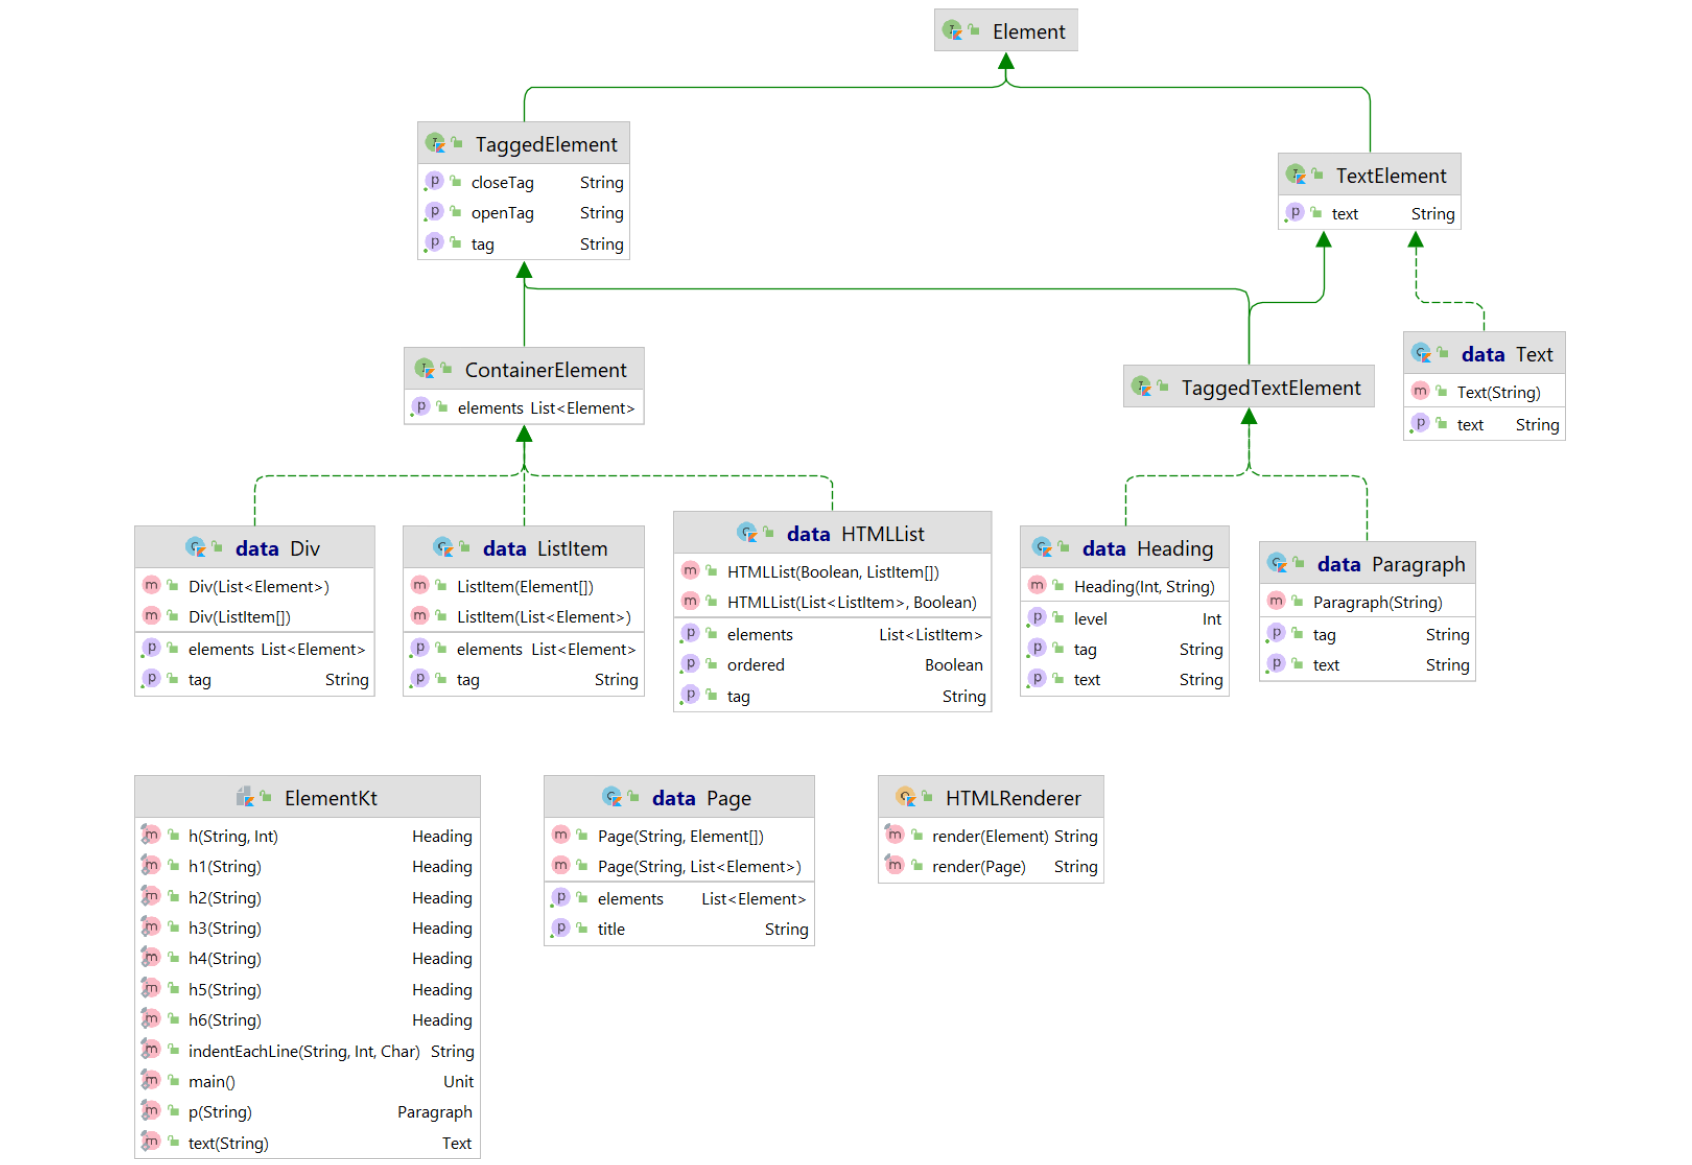 Element
TaggedElement
closeTag String
openTag String
tag String
TextElement
text String
ContainerElement
elements List<Element>
TaggedTextElement
data Text
Text(String)
text String
data Div
Div(List<Element>)
Div(ListItem[])
elements List<Element>
tag String
data ListItem
ListItem(Element[])
ListItem(List<Element>)
elements List<Element>
tag String
data HTMLList
HTMLList(Boolean, ListItem[])
HTMLList(List<ListItem>, Boolean)
elements List<ListItem>
ordered Boolean
tag String
data Heading
Heading(Int, String)
level Int
tag String
text String
data Paragraph
Paragraph(String)
tag String
text String
ElementKt
h(String, Int) Heading
h1(String) Heading
h2(String) Heading
h3(String) Heading
h4(String) Heading
h5(String) Heading
h6(String) Heading
indentEachLine(String, Int, Char) String
main() Unit
p(String) Paragraph
text(String) Text
data Page
Page(String, Element[])
Page(String, List<Element>)
elements List<Element>
title String
HTMLRenderer
render(Element) String
render(Page) String